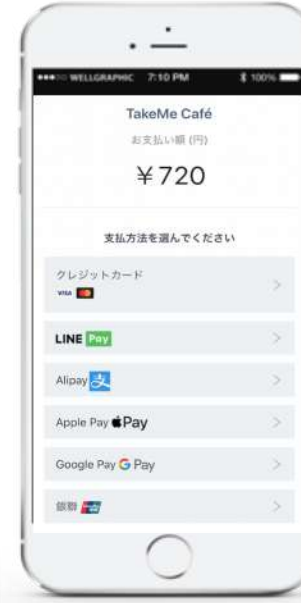 WELLGRAPHIC 7:10 PM 100%
TakeMe Café
お支払い額 (円)
￥720
支払方法を選んでください
クレジットカード
VISA
LINE Pay
Alipay 支
Apple Pay Pay
Google Pay G Pay
銀聯